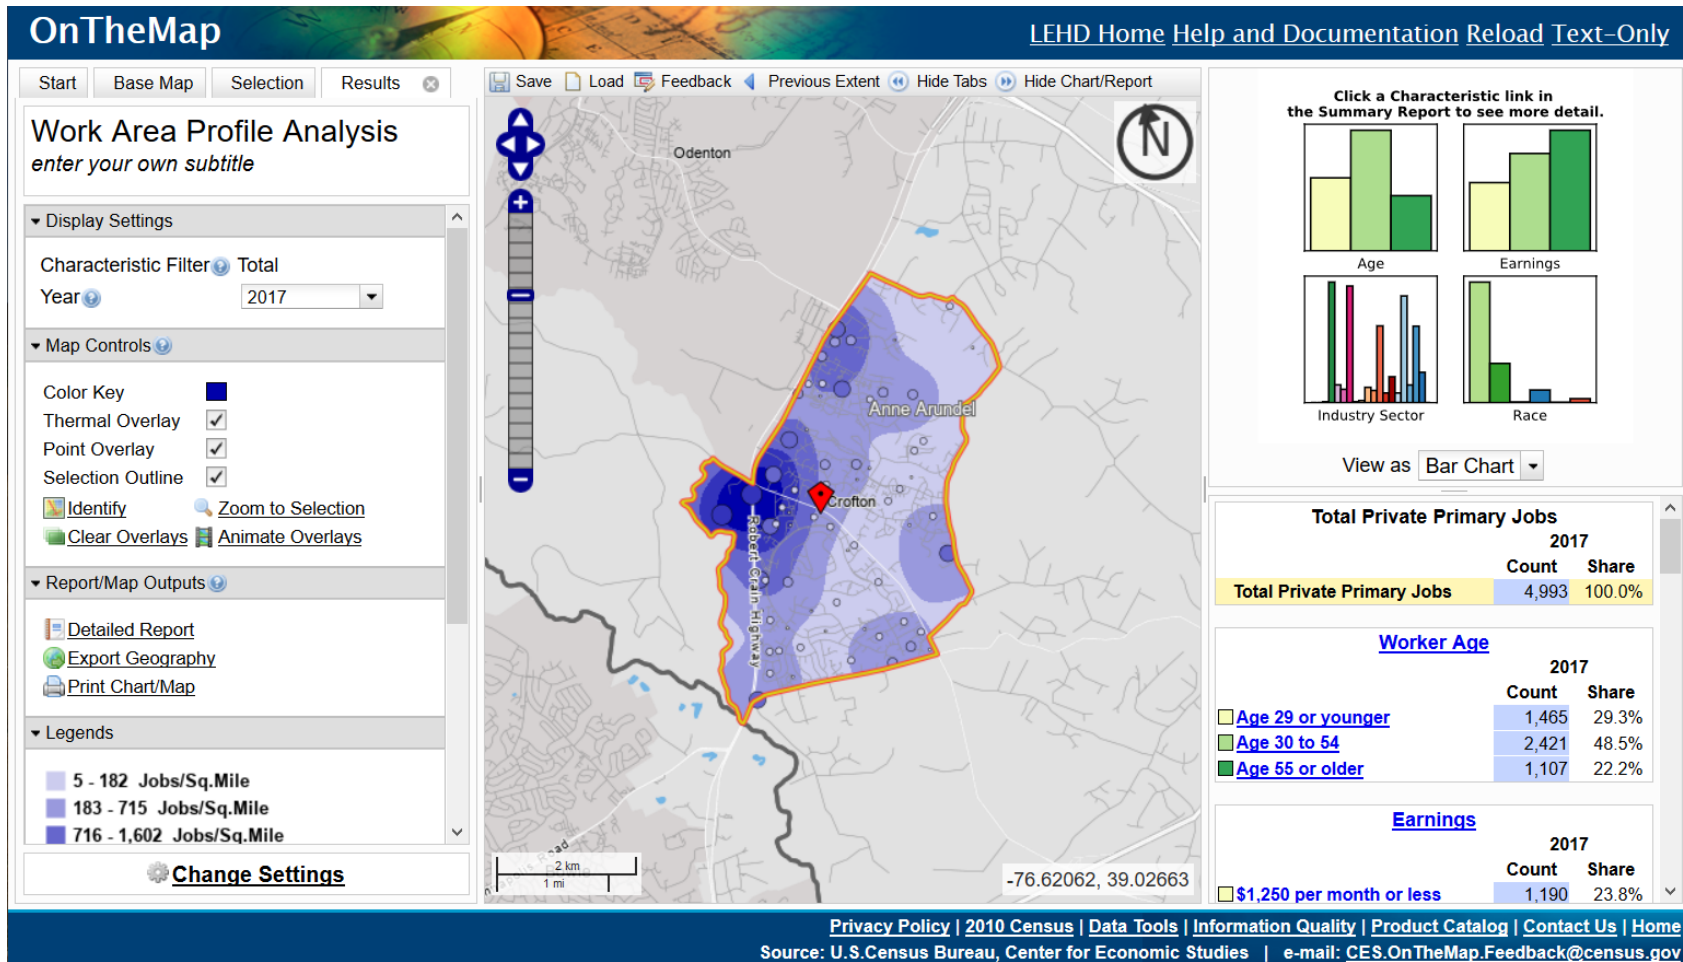 OnTheMap
LEHD Home Help and Documentation Reload Text-Only
Start Base Map Selection Results
Work Area Profile Analysis
enter your own subtitle
Display Settings
Characteristic Filter Total
Year 2017
Map Controls
Color Key
Thermal Overlay
Point Overlay
Selection Outline
Identify Zoom to Selection
Clear Overlays Animate Overlays
Report/Map Outputs
Detailed Report
Export Geography
Print Chart/Map
Legends
5 - 182 Jobs/Sq.Mile
183 - 715 Jobs/Sq.Mile
716 - 1,602 Jobs/Sq.Mile
Change Settings
Save Load Feedback Previous Extent Hide Tabs Hide Chart/Report
N
Odenton
Anne Arundel
Crofton
Robert Crain Highway
Road
2 km
1 mi
-76.62062, 39.02663
Click a Characteristic link in
the Summary Report to see more detail.
Age Earnings
Industry Sector Race
View as Bar Chart
Total Private Primary Jobs
2017
Count Share
Total Private Primary Jobs 4,993 100.0%
Worker Age
2017
Count Share
Age 29 or younger 1,465 29.3%
Age 30 to 54 2,421 48.5%
Age 55 or older 1,107 22.2%
Earnings
2017
Count Share
$1,250 per month or less 1,190 23.8%
Privacy Policy | 2010 Census | Data Tools | Information Quality | Product Catalog | Contact Us | Home
Source: U.S.Census Bureau, Center for Economic Studies | e-mail: CES.OnTheMap.Feedback@census.gov